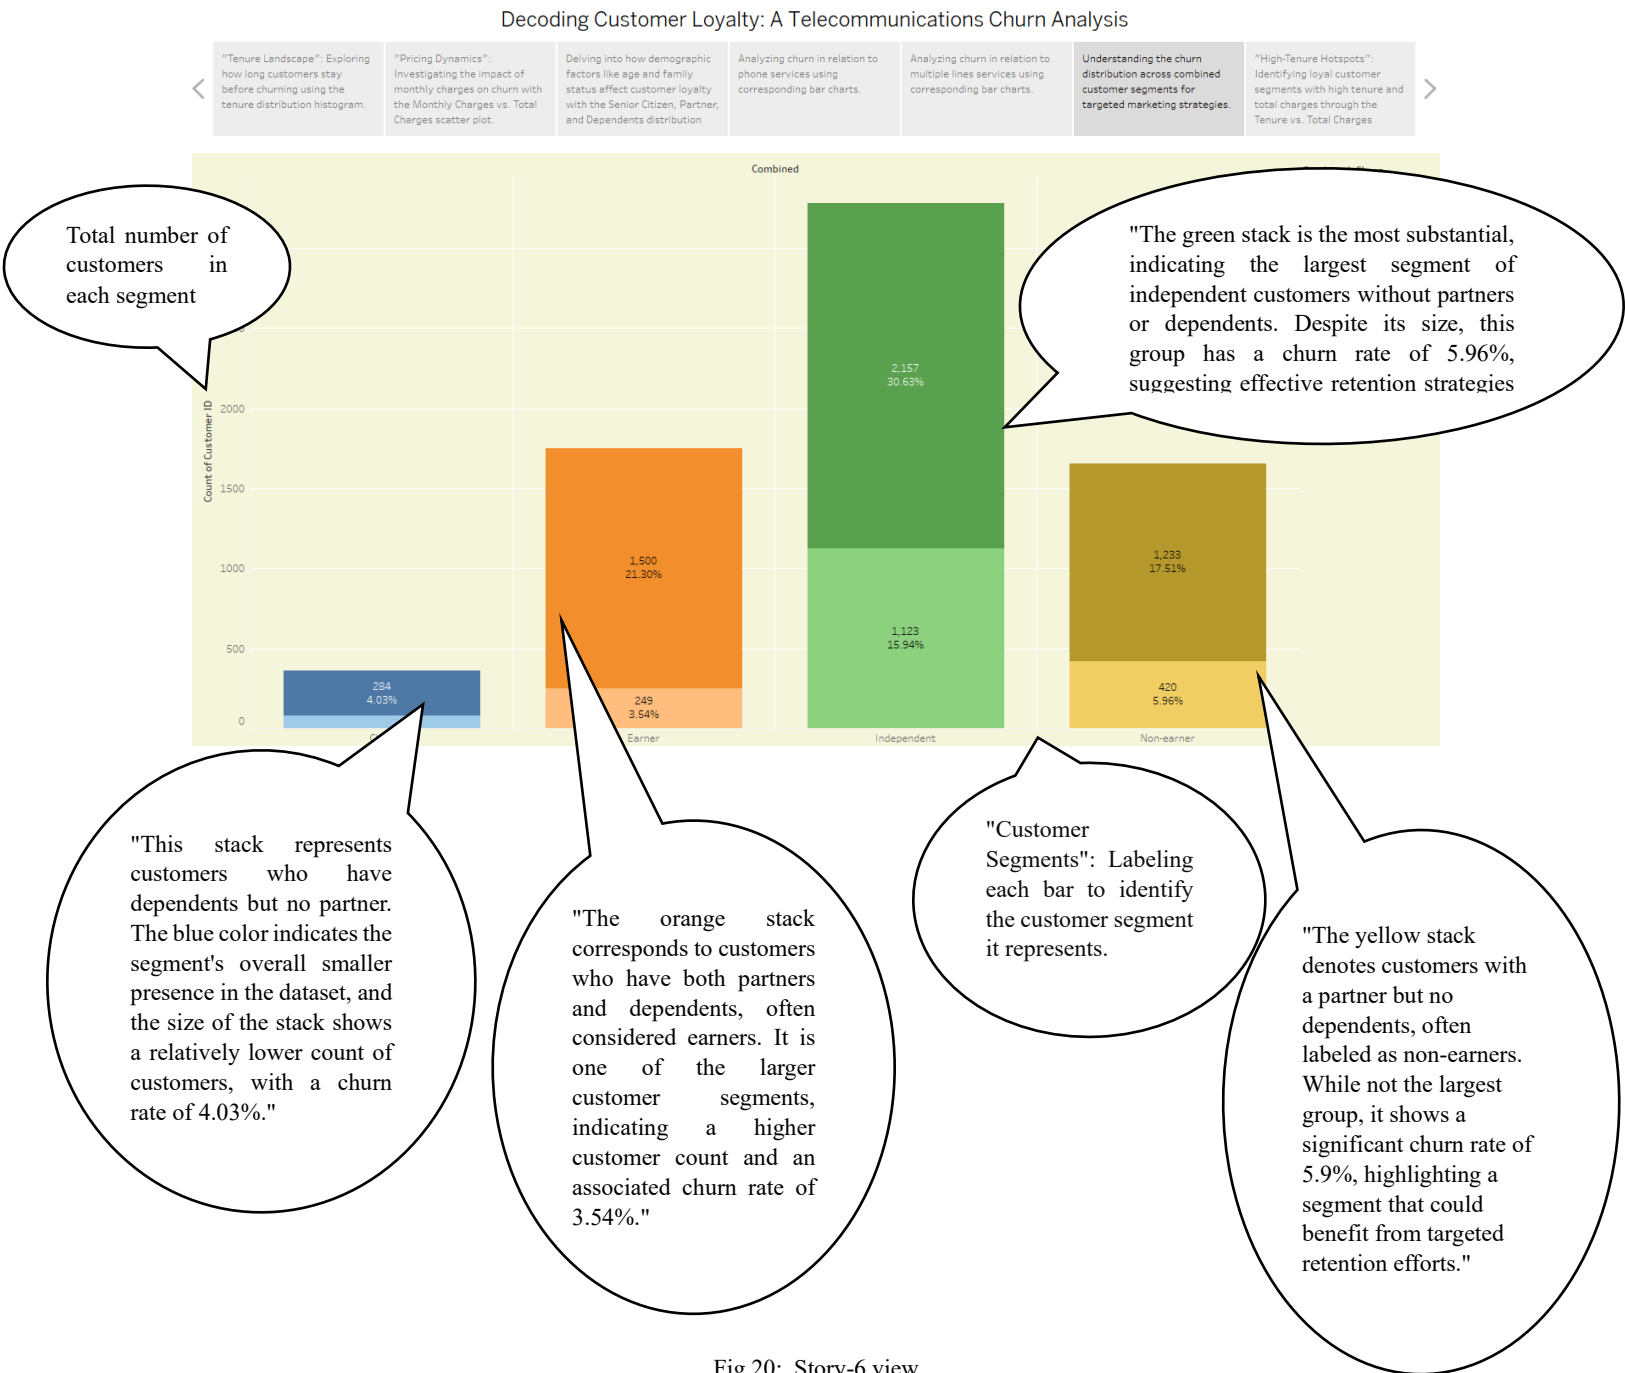 Decoding Customer Loyalty: A Telecommunications Churn Analysis
"Tenure Landscape": Exploring
how long customers stay
before churning using the
tenure distribution histogram.
"Pricing Dynamics":
Investigating the impact of
monthly charges on churn with
the Monthly Charges vs. Total
Charges scatter plot.
Delving into how demographic
factors like age and family
status affect customer loyalty
with the Senior Citizen, Partner,
and Dependents distribution
Analyzing churn in relation to
phone services using
corresponding bar charts.
Analyzing churn in relation to
multiple lines services using
corresponding bar charts.
Understanding the churn
distribution across combined
customer segments for
targeted marketing strategies.
"High-Tenure Hotspots":
Identifying loyal customer
segments with high tenure and
total charges through the
Tenure vs. Total Charges
Combined
Total number of
customers in
each segment
"The green stack is the most substantial,
indicating the largest segment of
independent customers without partners
or dependents. Despite its size, this
group has a churn rate of 5.96%,
suggesting effective retention strategies
Count of Customer ID
2000
1500
1000
500
0
284
4.03%
1,500
21.30%
249
3.54%
2,157
30.63%
1,123
15.94%
1,233
17.51%
420
5.96%
Earner
Independent
Non-earner
"This stack represents
customers who have
dependents but no partner.
The blue color indicates the
segment's overall smaller
presence in the dataset, and
the size of the stack shows
a relatively lower count of
customers, with a churn
rate of 4.03%."
"The orange stack
corresponds to customers
who have both partners
and dependents, often
considered earners. It is
one of the larger
customer segments,
indicating a higher
customer count and an
associated churn rate of
3.54%."
"Customer
Segments": Labeling
each bar to identify
the customer segment
it represents.
"The yellow stack
denotes customers with
a partner but no
dependents, often
labeled as non-earners.
While not the largest
group, it shows a
significant churn rate of
5.9%, highlighting a
segment that could
benefit from targeted
retention efforts."
Fig 20: Story-6 view